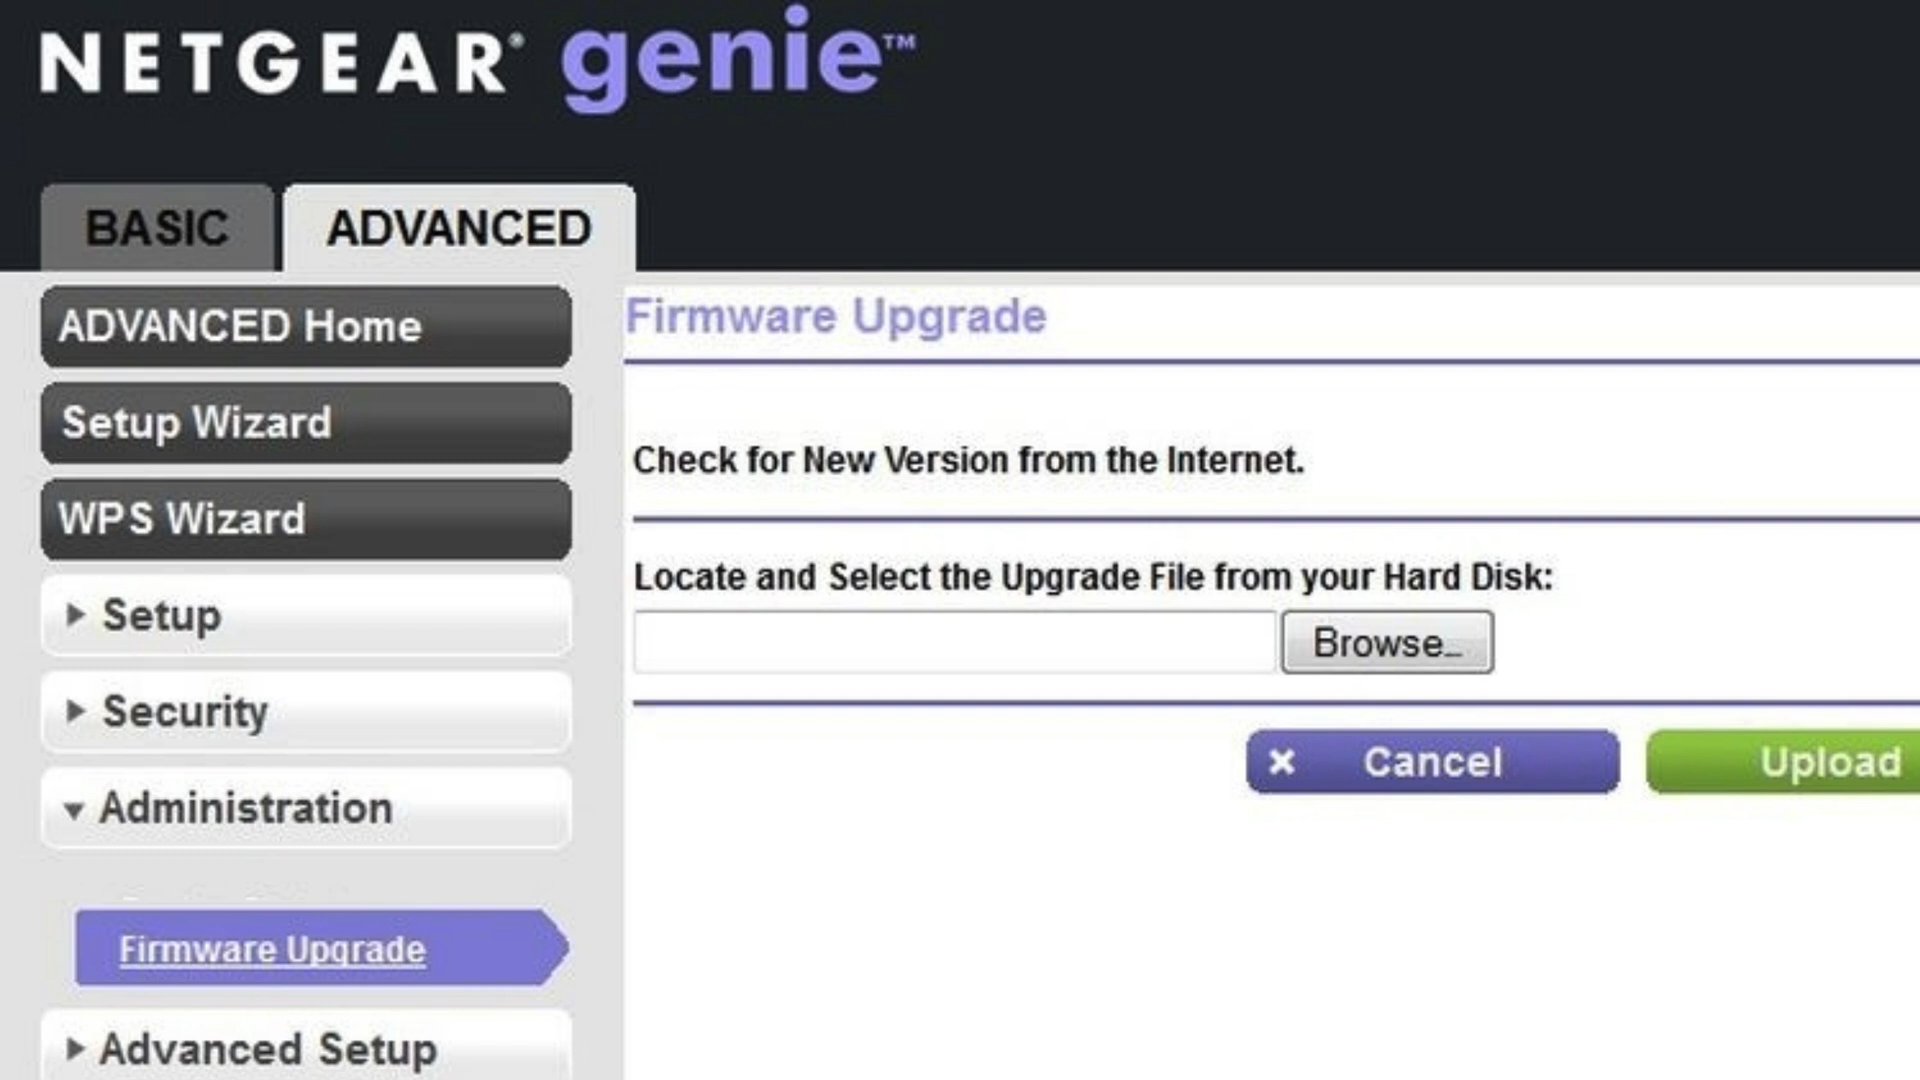 NETGEAR® genie™
BASIC
ADVANCED
ADVANCED Home
Setup Wizard
WPS Wizard
Setup
Security
Administration
Firmware Upgrade
Advanced Setup
Firmware Upgrade
Check for New Version from the Internet.
Locate and Select the Upgrade File from your Hard Disk:
Browse...
Cancel
Upload